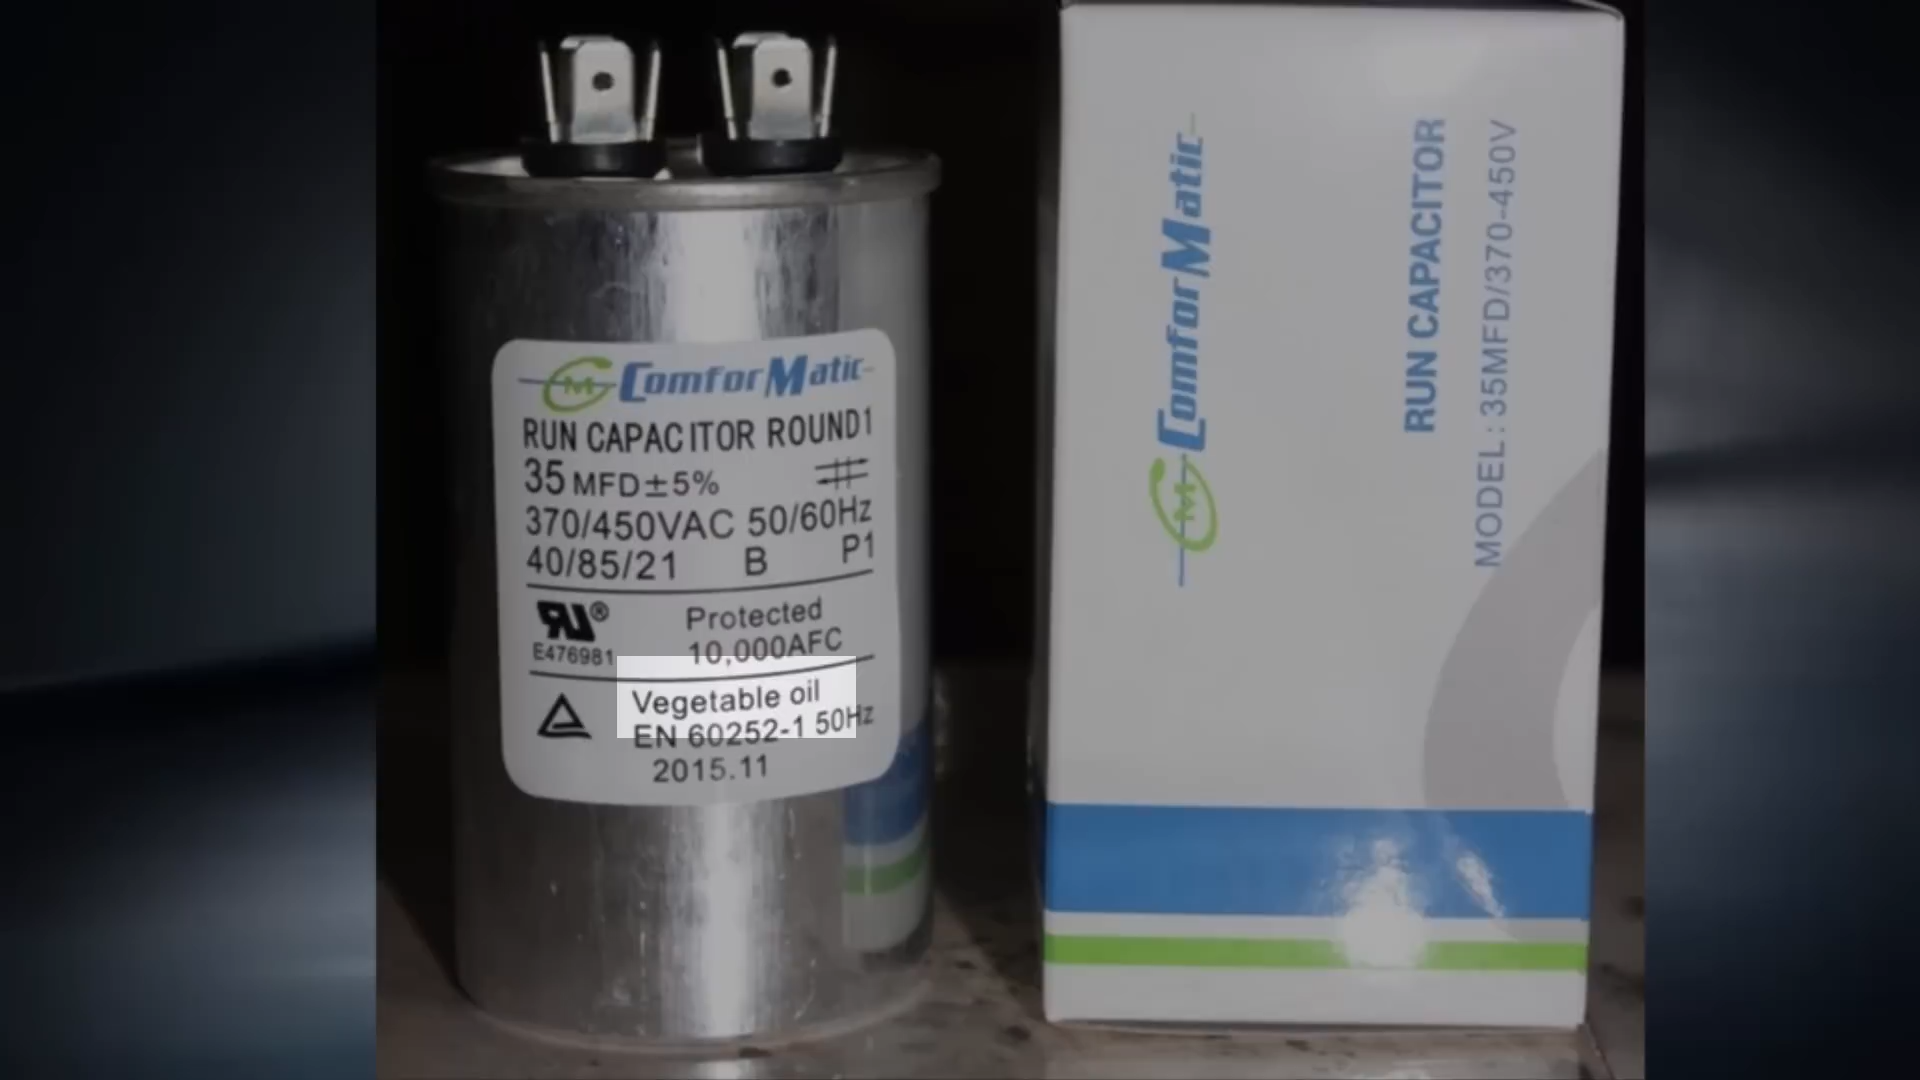 ComforMatic
RUN CAPACITOR ROUND1
35 MFD±5%
370/450VAC 50/60Hz
40/85/21 B P1
Protected
10,000AFC
E476981
Vegetable oil
EN 60252-1 50Hz
2015.11
ComforMatic
RUN CAPACITOR
MODEL:35MFD/370-450V